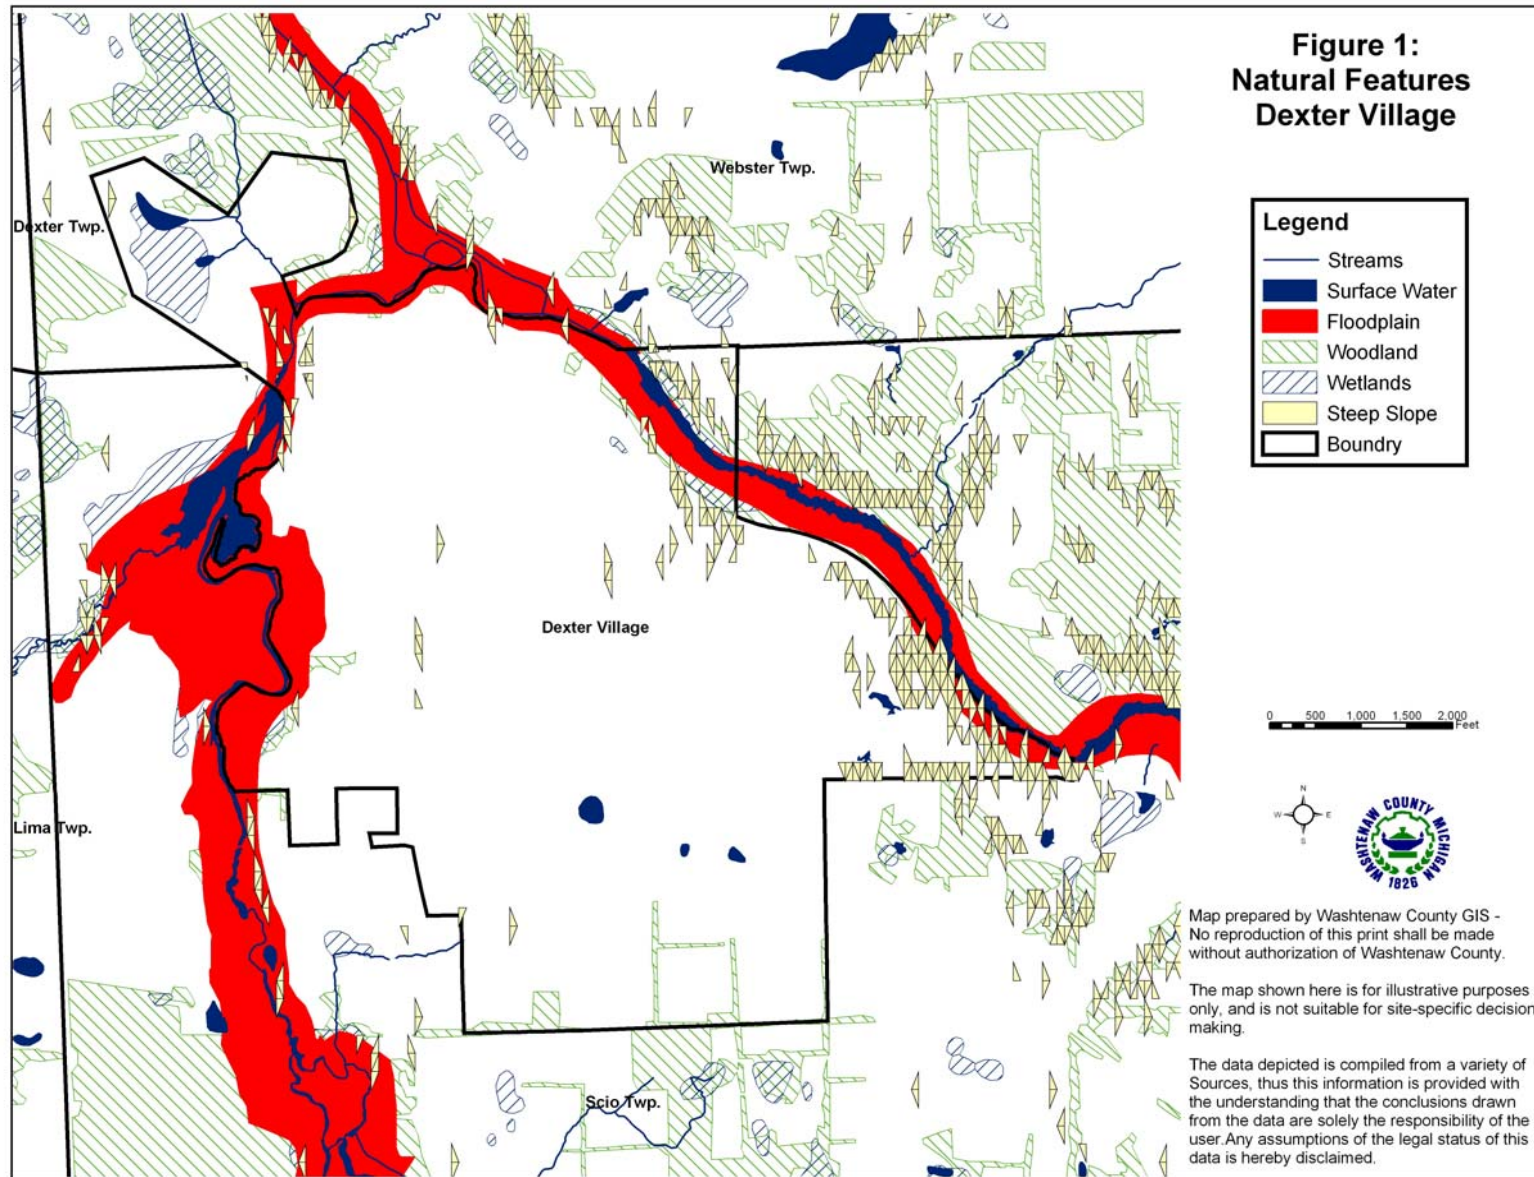 Figure 1:
Natural Features
Dexter Village
Legend
Streams
Surface Water
Floodplain
Woodland
Wetlands
Steep Slope
Boundry
Webster Twp.
Dexter Twp.
Dexter Village
Lima Twp.
Scio Twp.
0 500 1,000 1,500 2,000
Feet
N
W E
S
WASHTENAW COUNTY MICHIGAN
1826
Map prepared by Washtenaw County GIS -
No reproduction of this print shall be made
without authorization of Washtenaw County.
The map shown here is for illustrative purposes
only, and is not suitable for site-specific decision
making.
The data depicted is compiled from a variety of
Sources, thus this information is provided with
the understanding that the conclusions drawn
from the data are solely the responsibility of the
user.Any assumptions of the legal status of this
data is hereby disclaimed.